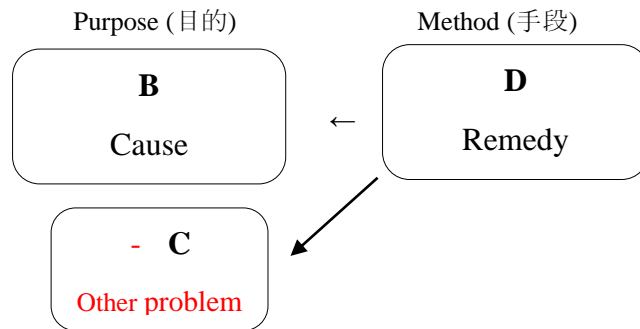 Purpose (目的)
Method (手段)
B
Cause
←
D
Remedy
- C
Other problem